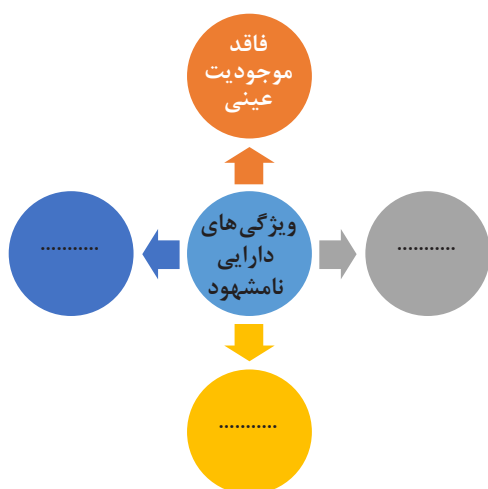 فاقد
موجودیت
عینی
ویژگی‌های
دارایی
نامشهود
...........
...........
...........